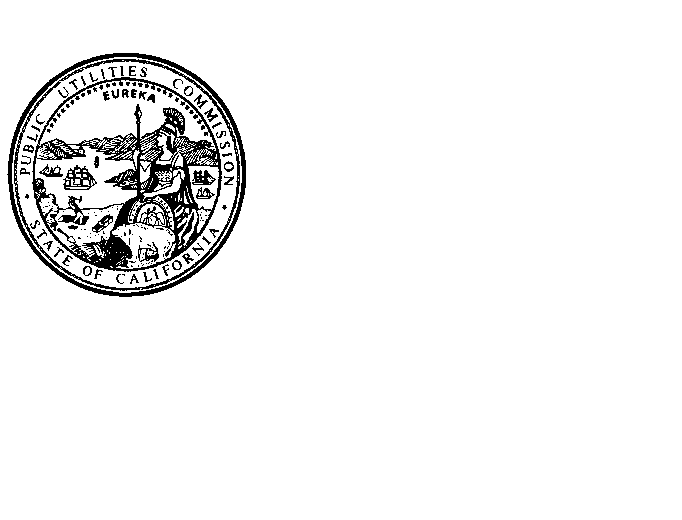 PUBLIC UTILITIES COMMISSION
EUREKA
STATE OF CALIFORNIA